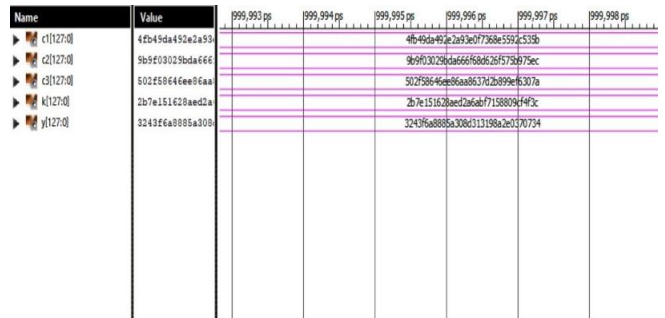 Name Value 999,993 ps 999,994 ps 999,995 ps 999,996 ps 999,997 ps 999,998 ps
c1[127:0] 4fb49da492e2a93 4fb49da492e2a93e0f7368e5592c535b
c2[127:0] 9b9f03029bda666 9b9f03029bda666f68d626f575b975ec
c3[127:0] 502f58646ee86aa 502f58646ee86aa8637d2b899ef6307a
k[127:0] 2b7e151628aed2a 2b7e151628aed2a6abf7158809cf4f3c
y[127:0] 3243f6a8885a308 3243f6a8885a308d313198a2e0370734